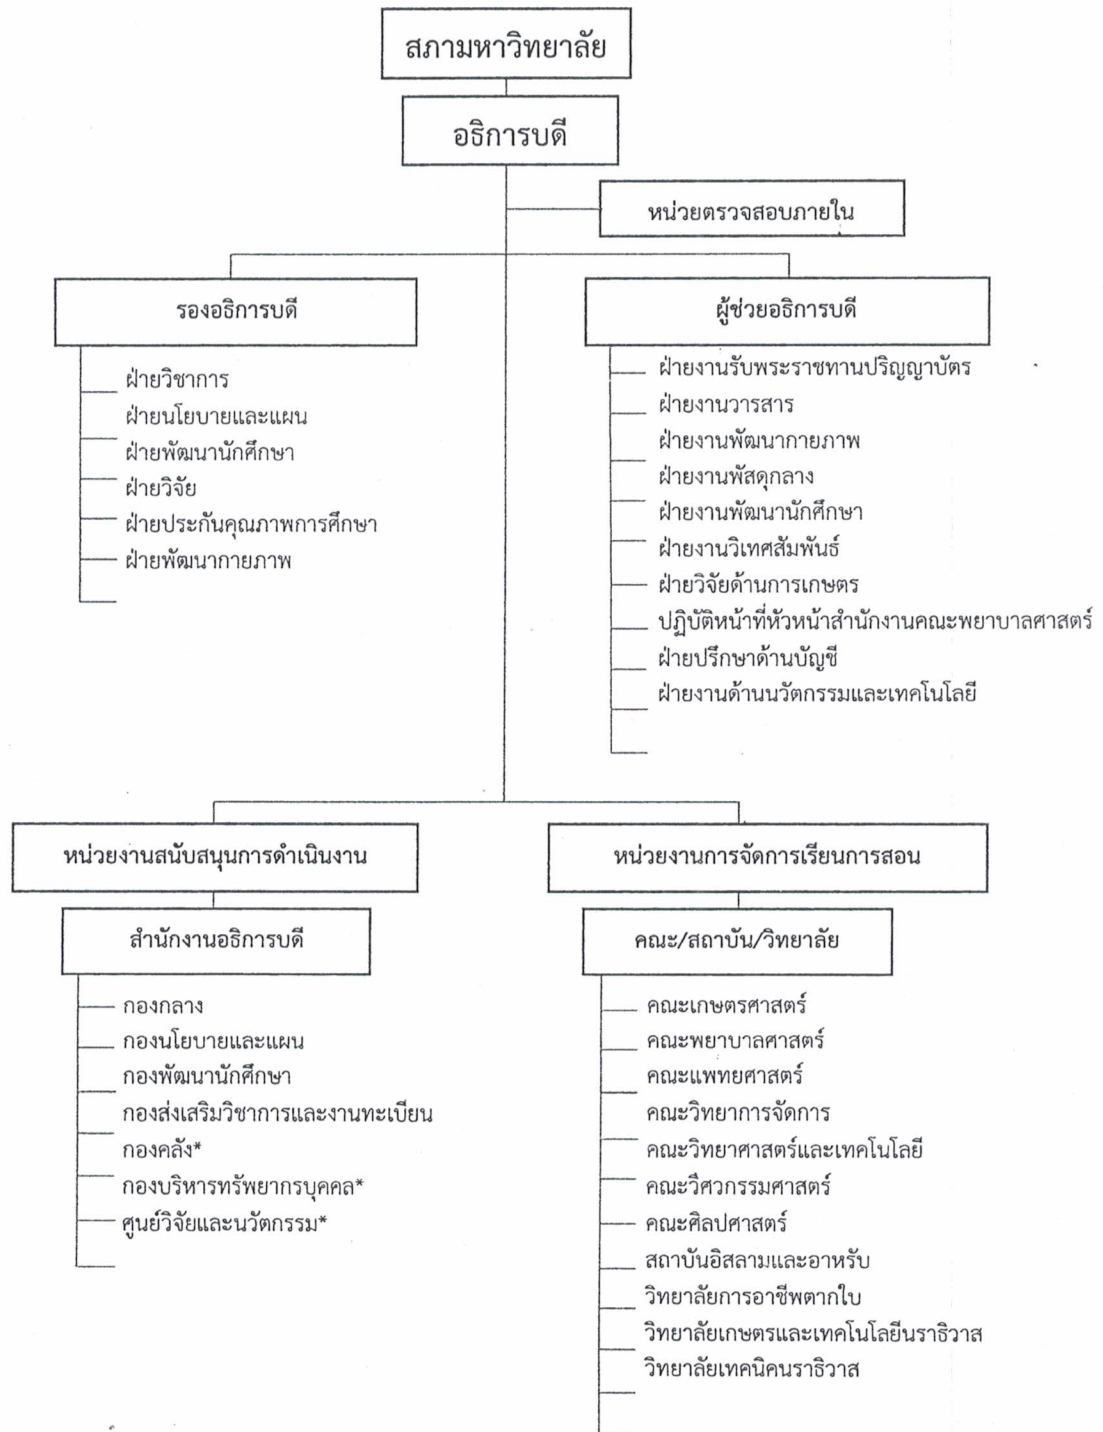 สภามหาวิทยาลัย
อธิการบดี
หน่วยตรวจสอบภายใน
รองอธิการบดี
ฝ่ายวิชาการ
ฝ่ายนโยบายและแผน
ฝ่ายพัฒนานักศึกษา
ฝ่ายวิจัย
ฝ่ายประกันคุณภาพการศึกษา
ฝ่ายพัฒนากายภาพ
ผู้ช่วยอธิการบดี
ฝ่ายงานรับพระราชทานปริญญาบัตร
ฝ่ายงานวารสาร
ฝ่ายงานพัฒนากายภาพ
ฝ่ายงานพัสดุกลาง
ฝ่ายงานพัฒนานักศึกษา
ฝ่ายงานวิเทศสัมพันธ์
ฝ่ายวิจัยด้านการเกษตร
ปฏิบัติหน้าที่หัวหน้าสำนักงานคณะพยาบาลศาสตร์
ฝ่ายปรึกษาด้านบัญชี
ฝ่ายงานด้านนวัตกรรมและเทคโนโลยี
หน่วยงานสนับสนุนการดำเนินงาน
สำนักงานอธิการบดี
กองกลาง
กองนโยบายและแผน
กองพัฒนานักศึกษา
กองส่งเสริมวิชาการและงานทะเบียน
กองคลัง*
กองบริหารทรัพยากรบุคคล*
ศูนย์วิจัยและนวัตกรรม*
หน่วยงานการจัดการเรียนการสอน
คณะ/สถาบัน/วิทยาลัย
คณะเกษตรศาสตร์
คณะพยาบาลศาสตร์
คณะแพทยศาสตร์
คณะวิทยาการจัดการ
คณะวิทยาศาสตร์และเทคโนโลยี
คณะวิศวกรรมศาสตร์
คณะศิลปศาสตร์
สถาบันอิสลามและอาหรับ
วิทยาลัยการอาชีพตากใบ
วิทยาลัยเกษตรและเทคโนโลยีนราธิวาส
วิทยาลัยเทคนิคนราธิวาส